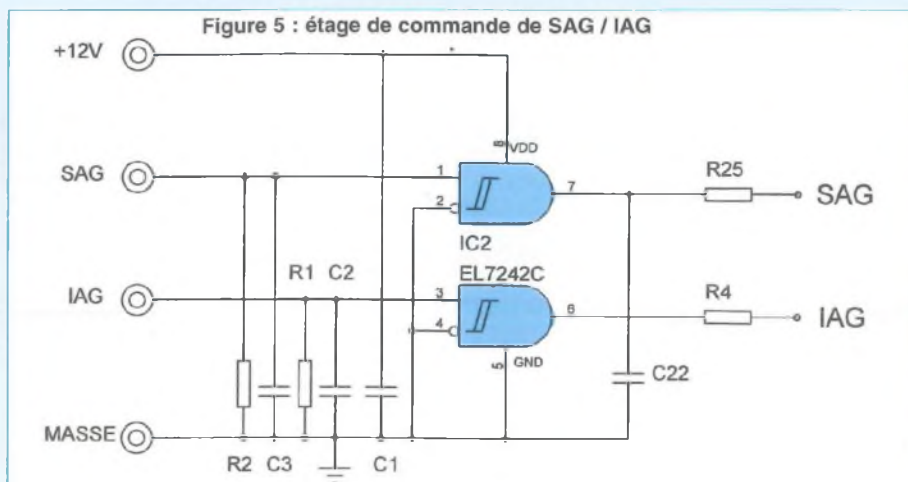 Figure 5 : étage de commande de SAG / IAG
+12V
8 VDD
SAG
1
7
R25
SAG
2
IC2
R1 C2
EL7242C
IAG
3
6
R4
IAG
4
5 GND
C22
MASSE
R2 C3
C1